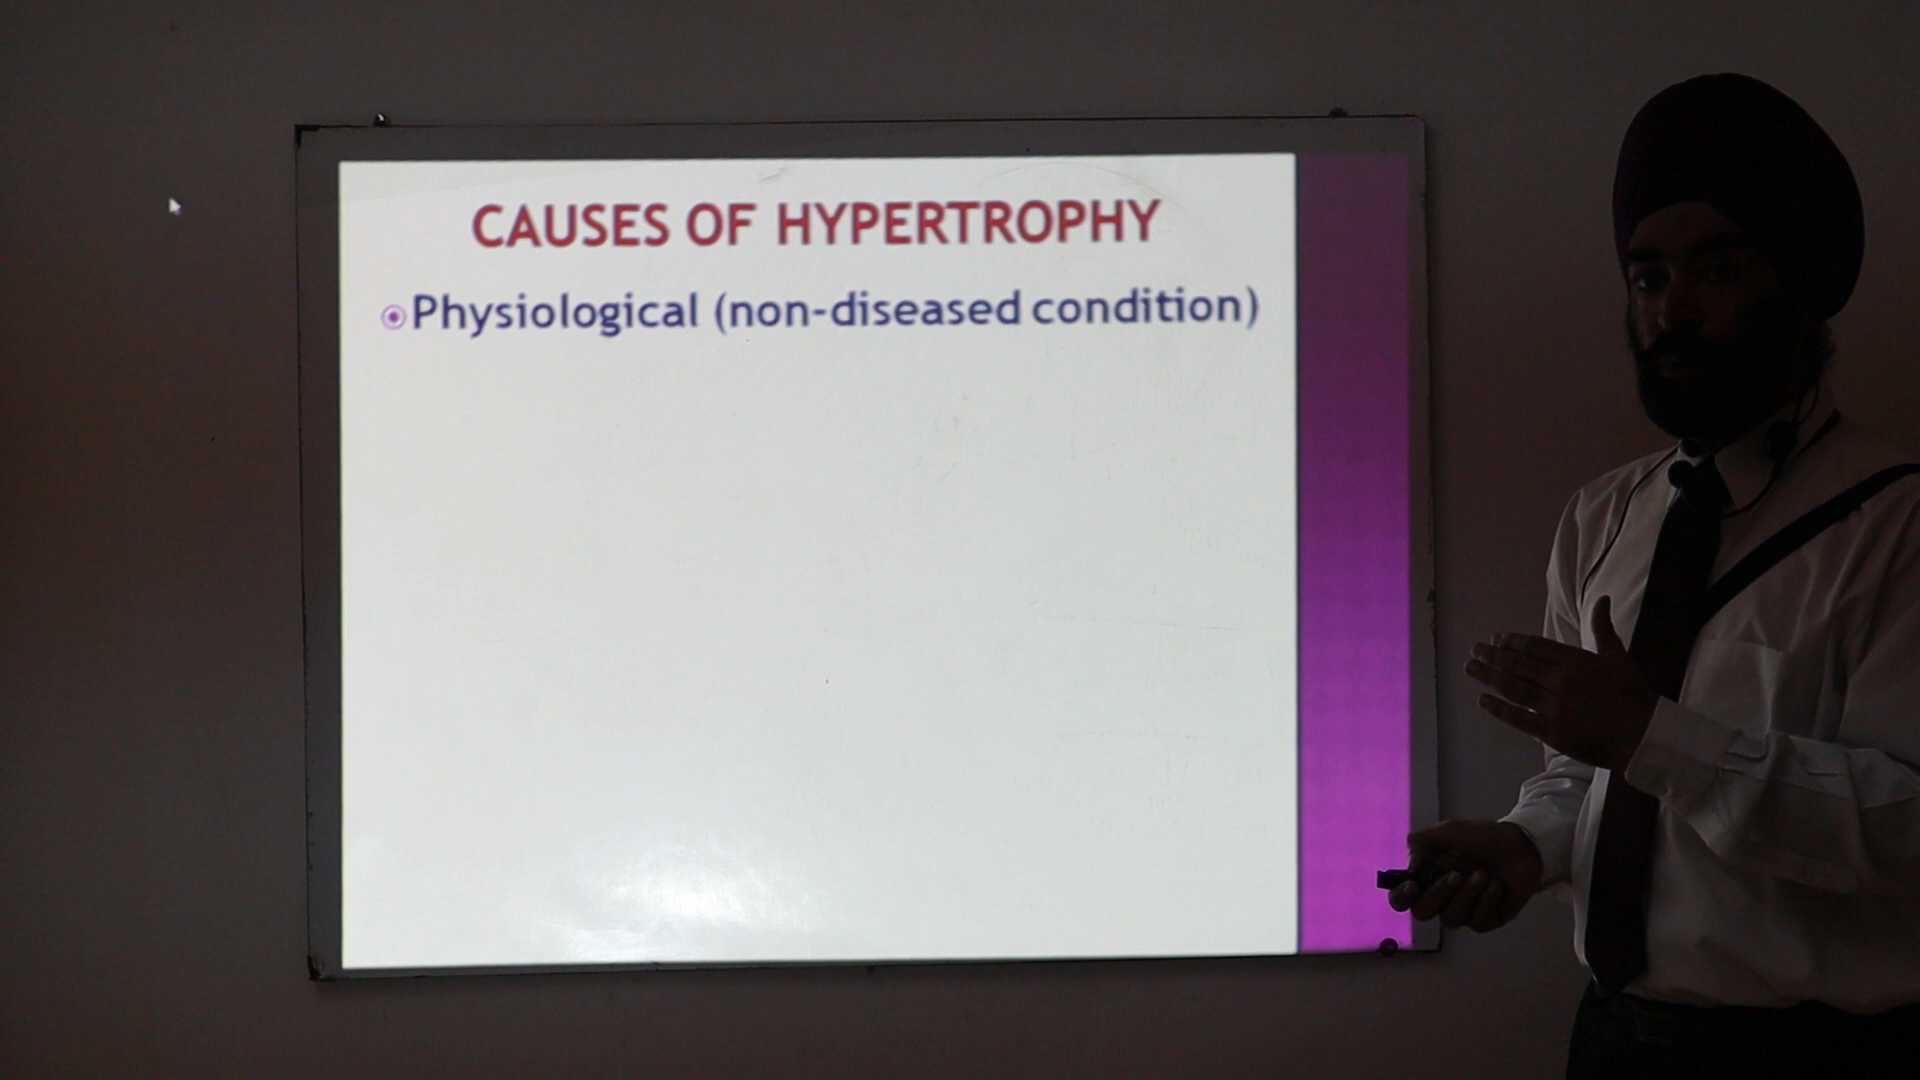 CAUSES OF HYPERTROPHY
Physiological (non-diseased condition)